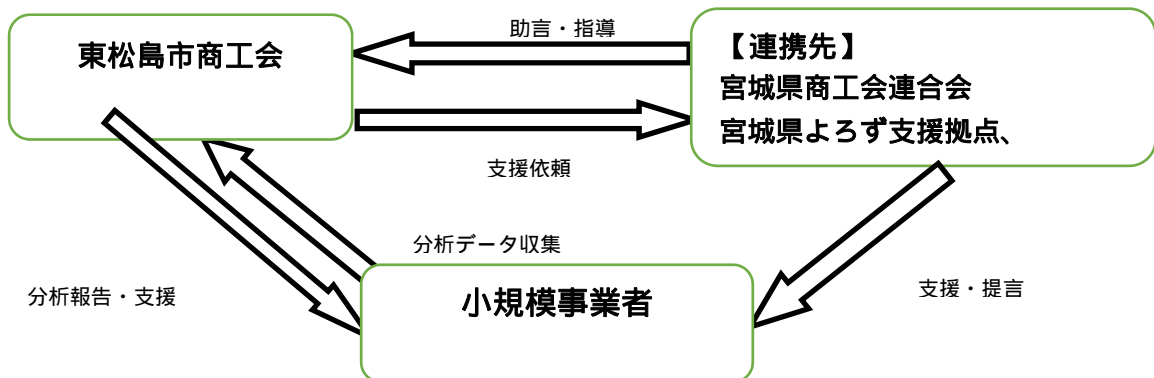 助言・指導
東松島市商工会
【連携先】
宮城県商工会連合会
宮城県よろず支援拠点、
支援依頼
分析データ収集
分析報告・支援
小規模事業者
支援・提言